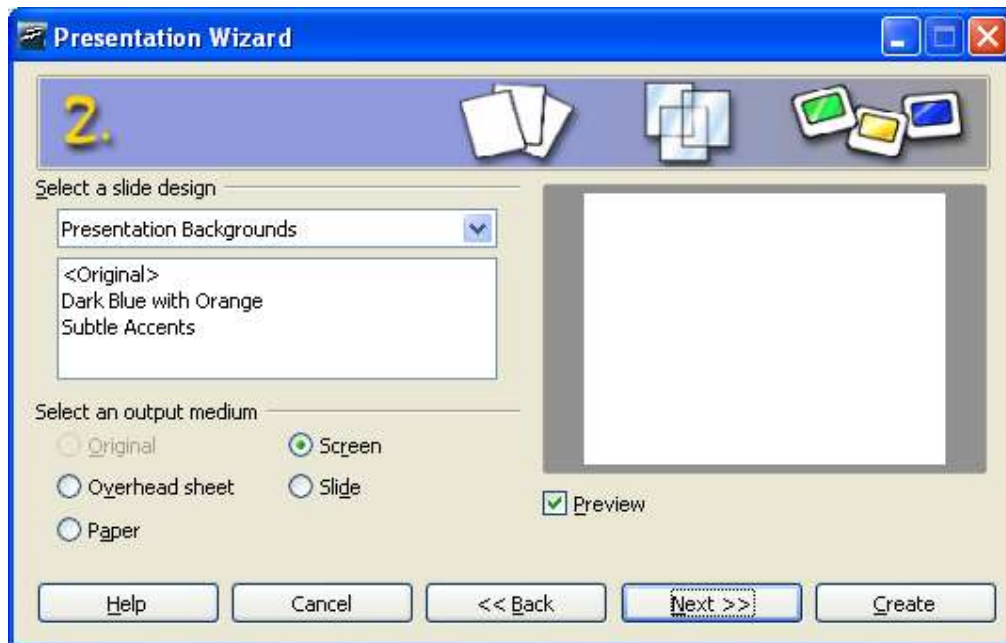 Presentation Wizard
2.
Select a slide design
Presentation Backgrounds
<Original>
Dark Blue with Orange
Subtle Accents
Select an output medium
Original
Screen
Overhead sheet
Slide
Paper
Preview
Help
Cancel
<< Back
Next >>
Create